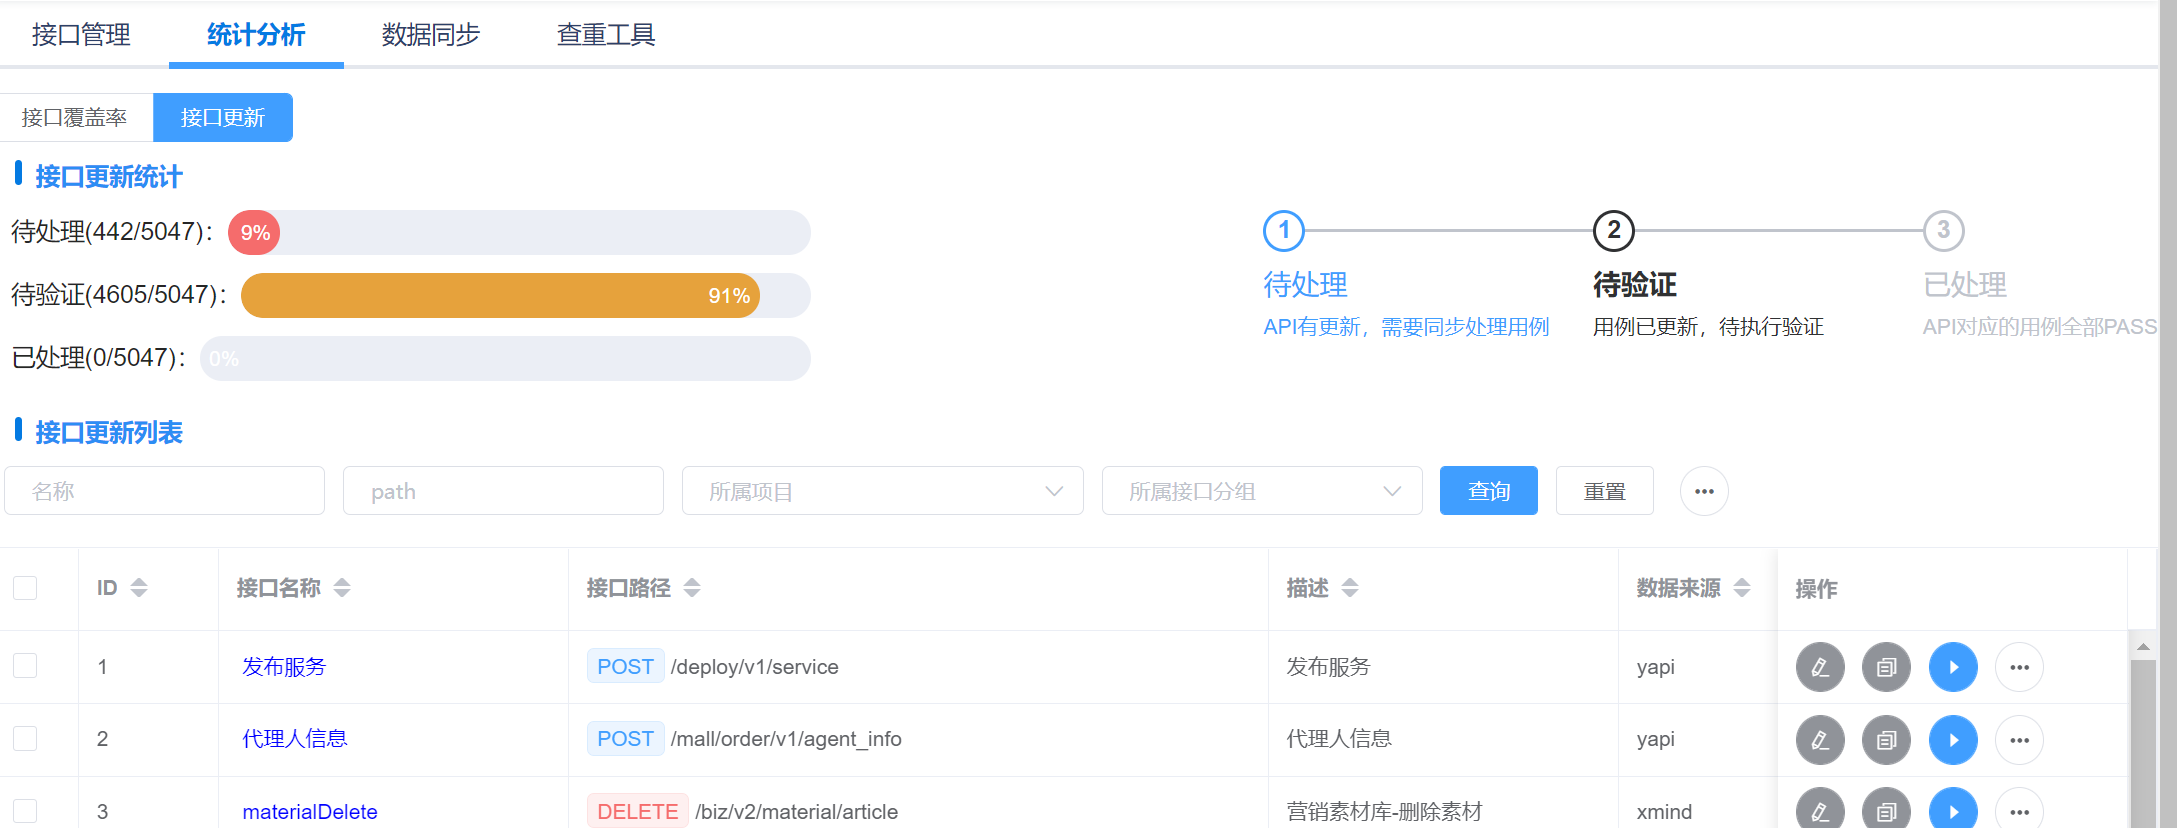 接口管理 统计分析 数据同步 查重工具
接口覆盖率 接口更新
接口更新统计
待处理(442/5047)： 9%
待验证(4605/5047)： 91%
已处理(0/5047)： 0%
1 2 3
待处理 待验证 已处理
API有更新，需要同步处理用例 用例已更新，待执行验证 API对应的用例全部PASS
接口更新列表
名称 path 所属项目 所属接口分组 查询 重置
ID 接口名称 接口路径 描述 数据来源 操作
1 发布服务 POST /deploy/v1/service 发布服务 yapi
2 代理人信息 POST /mall/order/v1/agent_info 代理人信息 yapi
3 materialDelete DELETE /biz/v2/material/article 营销素材库-删除素材 xmind